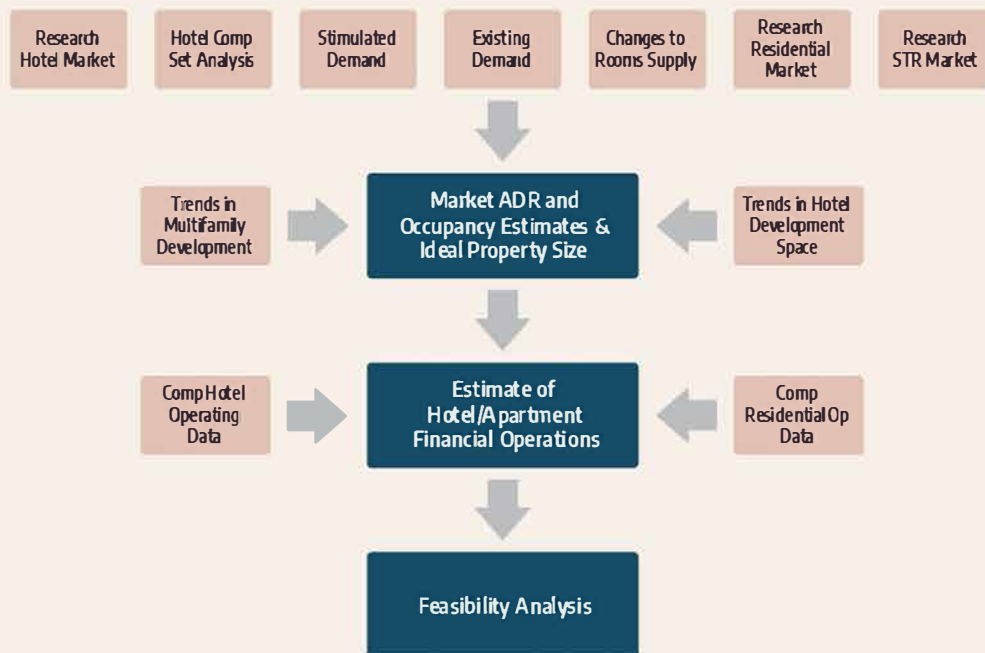 Research
Hotel Market
Hotel Comp
Set Analysis
Stimulated
Demand
Existing
Demand
Changes to
Rooms Supply
Research
Residential
Market
Research
STR Market
Trends in
Multifamily
Development
Market ADR and
Occupancy Estimates &
Ideal Property Size
Trends in Hotel
Development
Space
Comp Hotel
Operating
Data
Estimate of
Hotel/Apartment
Financial Operations
Comp
Residential Op
Data
Feasibility Analysis